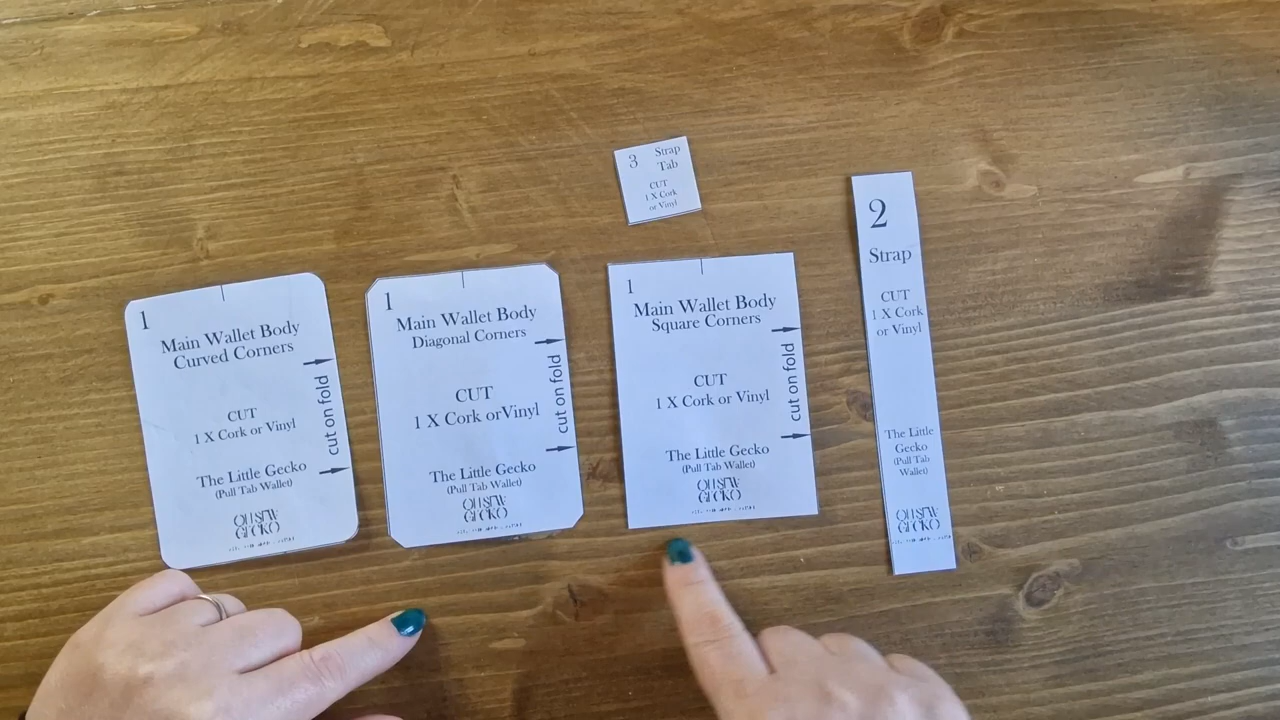 1
Main Wallet Body
Curved Corners
CUT
1 X Cork or Vinyl
cut on fold
The Little Gecko
(Pull Tab Wallet)
OH SEW
GECKO
1
Main Wallet Body
Diagonal Corners
CUT
1 X Cork orVinyl
cut on fold
The Little Gecko
(Pull Tab Wallet)
OH SEW
GECKO
3 Strap
Tab
CUT
1 X Cork
or Vinyl
1
Main Wallet Body
Square Corners
CUT
1 X Cork or Vinyl
cut on fold
The Little Gecko
(Pull Tab Wallet)
OH SEW
GECKO
2
Strap
CUT
1 X Cork
or Vinyl
The Little
Gecko
(Pull Tab
Wallet)
OH SEW
GECKO